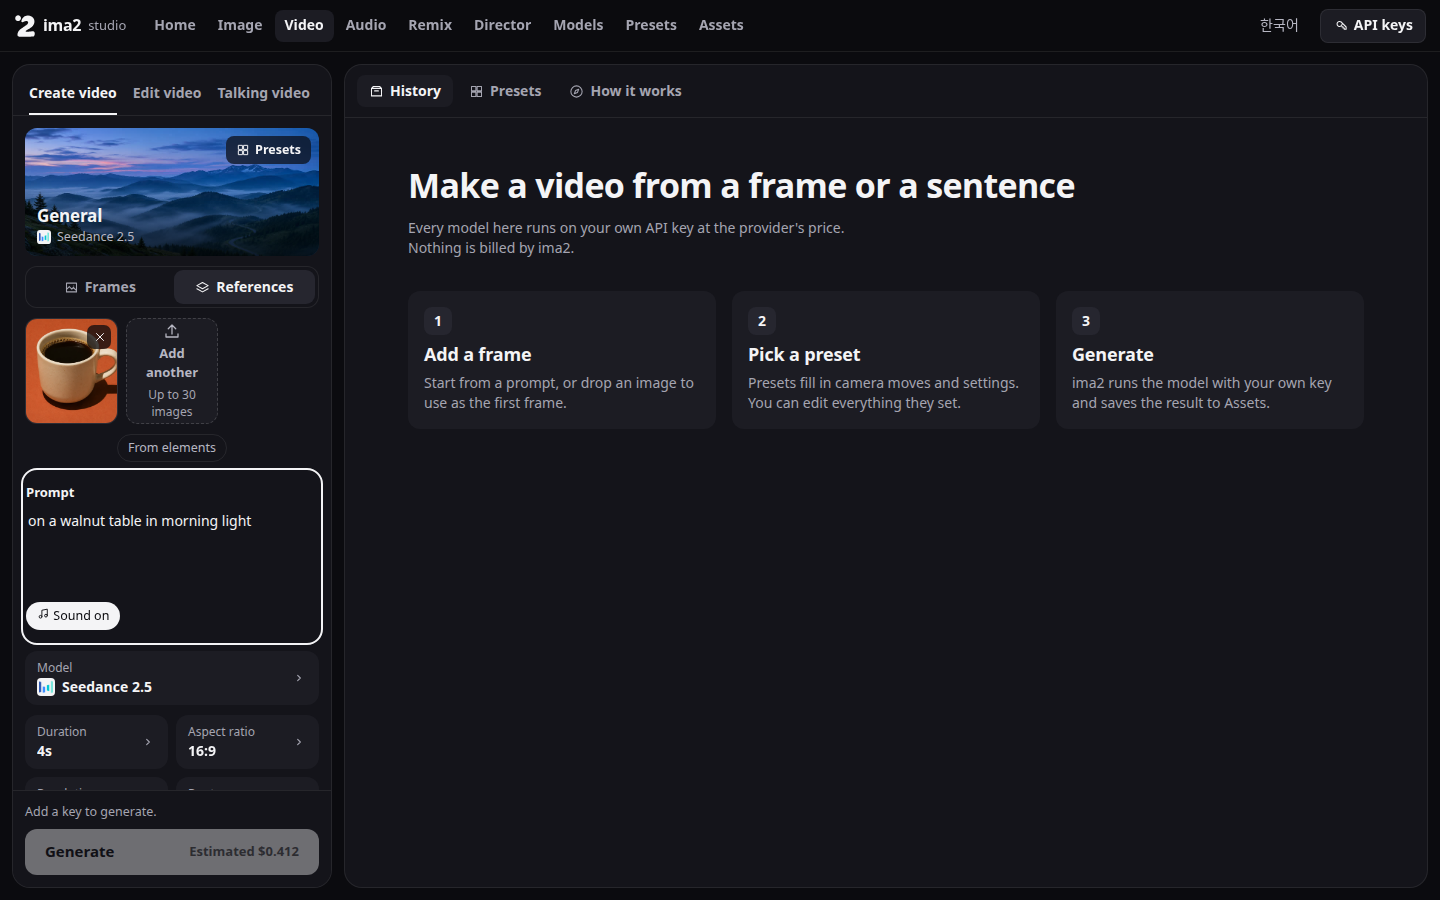 ima2 studio
Home
Image
Video
Audio
Remix
Director
Models
Presets
Assets
한국어
API keys
Create video
Edit video
Talking video
Presets
General
Seedance 2.5
Frames
References
Add another
Up to 30 images
From elements
Prompt
on a walnut table in morning light
Sound on
Model
Seedance 2.5
Duration
4s
Aspect ratio
16:9
Add a key to generate.
Generate
Estimated $0.412
History
Presets
How it works
Make a video from a frame or a sentence
Every model here runs on your own API key at the provider's price.
Nothing is billed by ima2.
1
Add a frame
Start from a prompt, or drop an image to
use as the first frame.
2
Pick a preset
Presets fill in camera moves and settings.
You can edit everything they set.
3
Generate
ima2 runs the model with your own key
and saves the result to Assets.